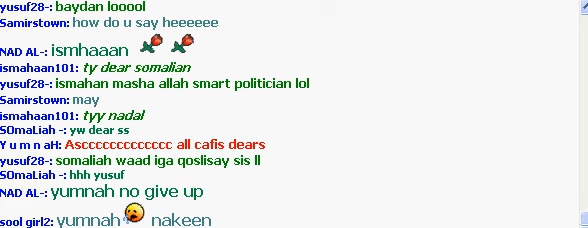 yusuf28-: baydan looool
Samirstown: how do u say heeeeee
NAD AL-: ismhaaan
ismahaan101: ty dear somalian
yusuf28-: ismahan masha allah smart politician lol
Samirstown: may
ismahaan101: tyy nadal
SOmaLiah -: yw dear ss
Y u m n aH: Asccccccccccccc all cafis dears
yusuf28-: somaliah waad iga qoslisay sis ll
SOmaLiah -: hhh yusuf
NAD AL-: yumnah no give up
sool girl2: yumnah nakeen